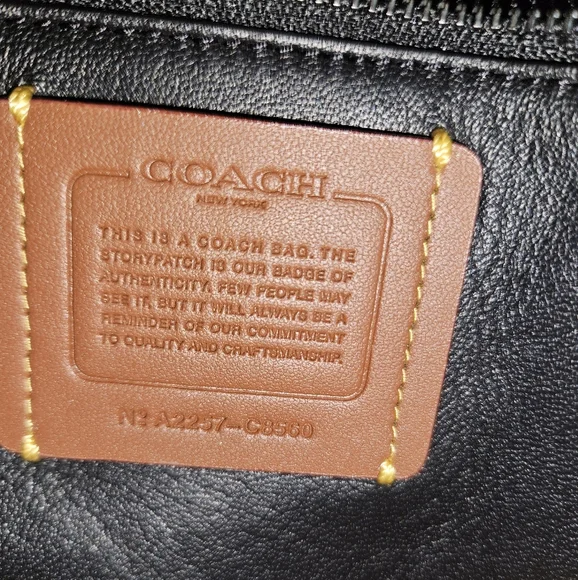 COACH
NEW YORK
THIS IS A COACH BAG. THE
STORYPATCH IS OUR BADGE OF
AUTHENTICITY. FEW PEOPLE MAY
SEE IT, BUT IT WILL ALWAYS BE A
REMINDER OF OUR COMMITMENT
TO QUALITY AND CRAFTSMANSHIP.
Nº A2257-C8560